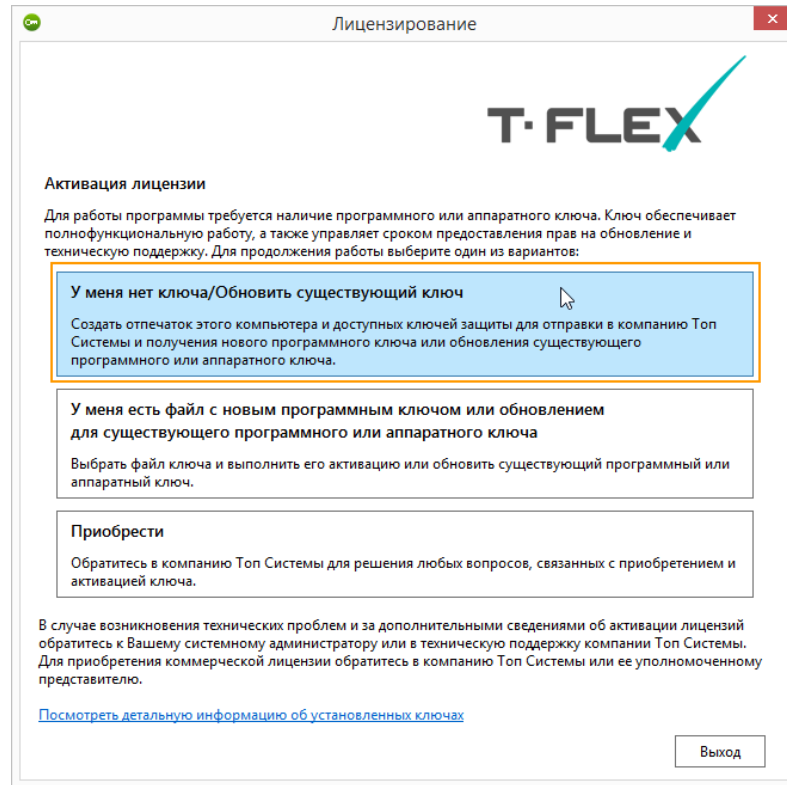 Лицензирование
T·FLEX
Активация лицензии
Для работы программы требуется наличие программного или аппаратного ключа. Ключ обеспечивает
полнофункциональную работу, а также управляет сроком предоставления прав на обновление и
техническую поддержку. Для продолжения работы выберите один из вариантов:
У меня нет ключа/Обновить существующий ключ
Создать отпечаток этого компьютера и доступных ключей защиты для отправки в компанию Топ
Системы и получения нового программного ключа или обновления существующего
программного или аппаратного ключа.
У меня есть файл с новым программным ключом или обновлением
для существующего программного или аппаратного ключа
Выбрать файл ключа и выполнить его активацию или обновить существующий программный или
аппаратный ключ.
Приобрести
Обратитесь в компанию Топ Системы для решения любых вопросов, связанных с приобретением и
активацией ключа.
В случае возникновения технических проблем и за дополнительными сведениями об активации лицензий
обратитесь к Вашему системному администратору или в техническую поддержку компании Топ Системы.
Для приобретения коммерческой лицензии обратитесь в компанию Топ Системы или ее уполномоченному
представителю.
Посмотреть детальную информацию об установленных ключах
Выход